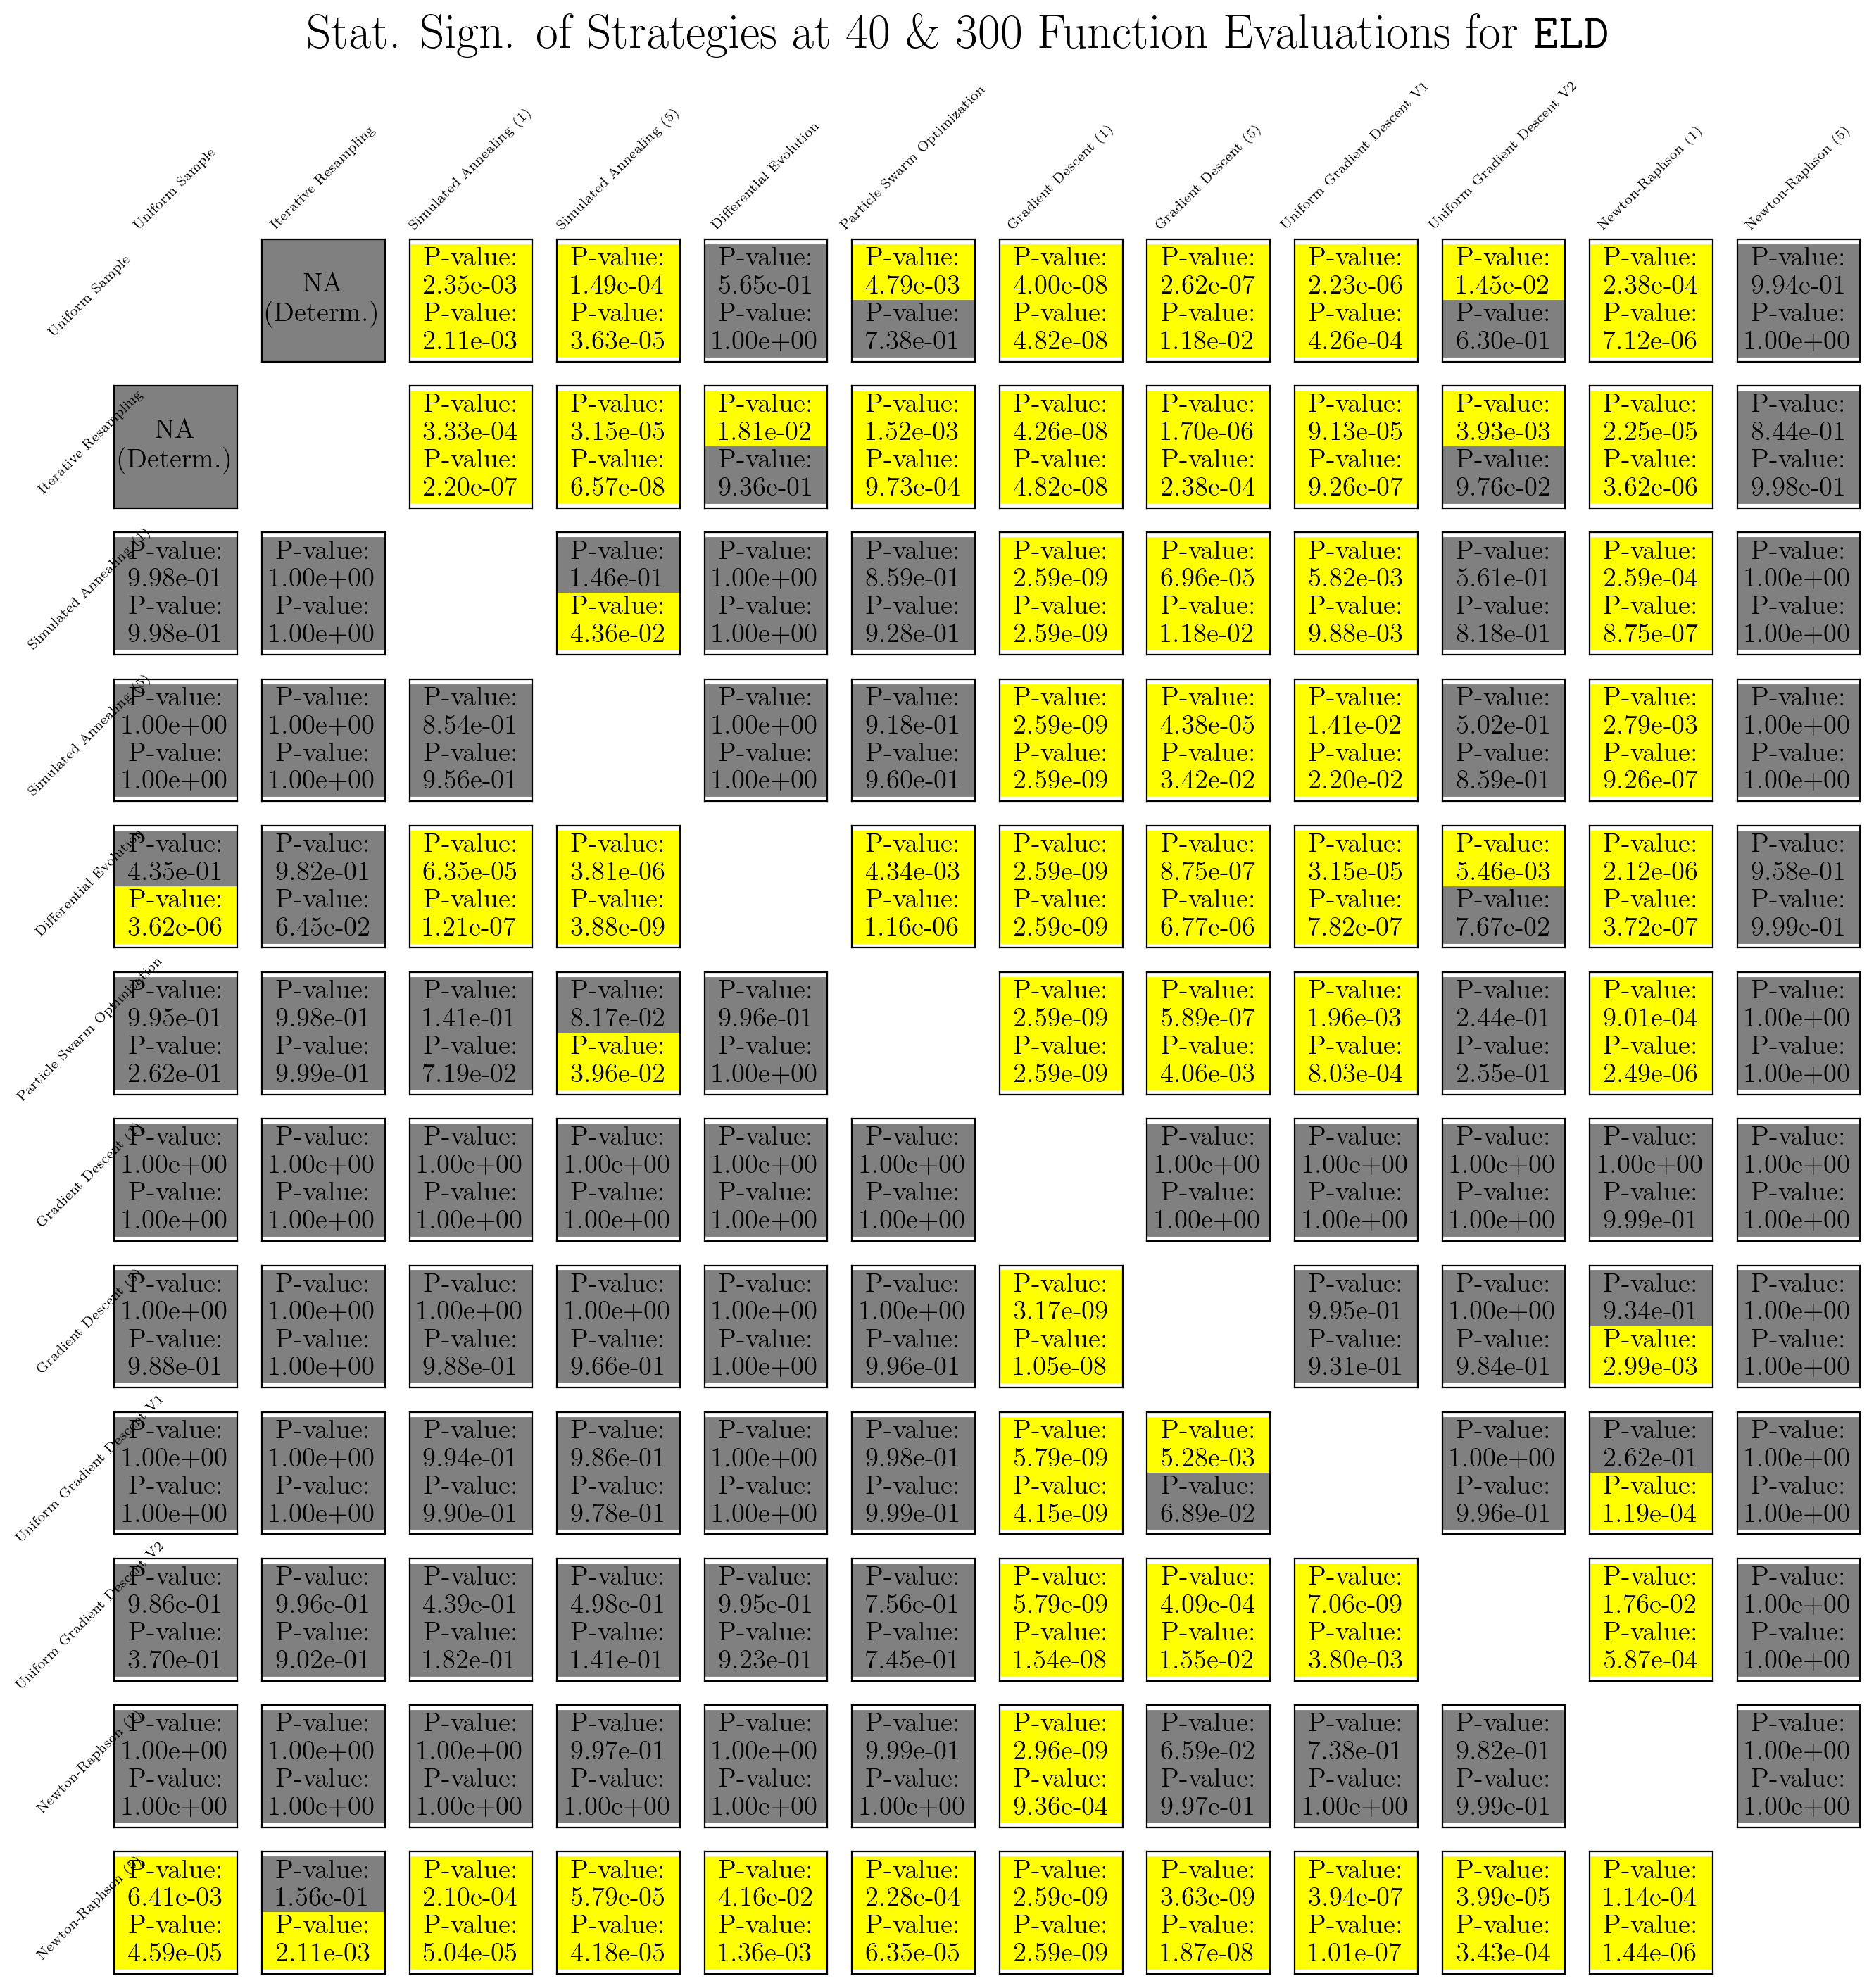 Stat. Sign. of Strategies at 40 & 300 Function Evaluations for ELD
Uniform Sample
Iterative Resampling
Simulated Annealing (1)
Simulated Annealing (5)
Differential Evolution
Particle Swarm Optimization
Gradient Descent (1)
Gradient Descent (5)
Uniform Gradient Descent V1
Uniform Gradient Descent V2
Newton-Raphson (1)
Newton-Raphson (5)
Uniform Sample
P-value: P-value: P-value: P-value: P-value: P-value: P-value: P-value: P-value: P-value:
NA 2.35e-03 1.49e-04 5.65e-01 4.79e-03 4.00e-08 2.62e-07 2.23e-06 1.45e-02 2.38e-04 9.94e-01
(Determ.) P-value: P-value: P-value: P-value: P-value: P-value: P-value: P-value: P-value: P-value:
2.11e-03 3.63e-05 1.00e+00 7.38e-01 4.82e-08 1.18e-02 4.26e-04 6.30e-01 7.12e-06 1.00e+00
Iterative Resampling
P-value: P-value: P-value: P-value: P-value: P-value: P-value: P-value: P-value: P-value:
NA 3.33e-04 3.15e-05 1.81e-02 1.52e-03 4.26e-08 1.70e-06 9.13e-05 3.93e-03 2.25e-05 8.44e-01
(Determ.) P-value: P-value: P-value: P-value: P-value: P-value: P-value: P-value: P-value: P-value:
2.20e-07 6.57e-08 9.36e-01 9.73e-04 4.82e-08 2.38e-04 9.26e-07 9.76e-02 3.62e-06 9.98e-01
Simulated Annealing (1)
P-value: P-value: P-value: P-value: P-value: P-value: P-value: P-value: P-value: P-value: P-value:
9.98e-01 1.00e+00 1.46e-01 1.00e+00 8.59e-01 2.59e-09 6.96e-05 5.82e-03 5.61e-01 2.59e-04 1.00e+00
P-value: P-value: P-value: P-value: P-value: P-value: P-value: P-value: P-value: P-value: P-value:
9.98e-01 1.00e+00 4.36e-02 1.00e+00 9.28e-01 2.59e-09 1.18e-02 9.88e-03 8.18e-01 8.75e-07 1.00e+00
Simulated Annealing (5)
P-value: P-value: P-value: P-value: P-value: P-value: P-value: P-value: P-value: P-value: P-value:
1.00e+00 1.00e+00 8.54e-01 1.00e+00 9.18e-01 2.59e-09 4.38e-05 1.41e-02 5.02e-01 2.79e-03 1.00e+00
P-value: P-value: P-value: P-value: P-value: P-value: P-value: P-value: P-value: P-value: P-value:
1.00e+00 1.00e+00 9.56e-01 1.00e+00 9.60e-01 2.59e-09 3.42e-02 2.20e-02 8.59e-01 9.26e-07 1.00e+00
Differential Evolution
P-value: P-value: P-value: P-value: P-value: P-value: P-value: P-value: P-value: P-value: P-value:
4.35e-01 9.82e-01 6.35e-05 3.81e-06 4.34e-03 2.59e-09 8.75e-07 3.15e-05 5.46e-03 2.12e-06 9.58e-01
P-value: P-value: P-value: P-value: P-value: P-value: P-value: P-value: P-value: P-value: P-value:
3.62e-06 6.45e-02 1.21e-07 3.88e-09 1.16e-06 2.59e-09 6.77e-06 7.82e-07 7.67e-02 3.72e-07 9.99e-01
Particle Swarm Optimization
P-value: P-value: P-value: P-value: P-value: P-value: P-value: P-value: P-value: P-value: P-value:
9.95e-01 9.98e-01 1.41e-01 8.17e-02 9.96e-01 2.59e-09 5.89e-07 1.96e-03 2.44e-01 9.01e-04 1.00e+00
P-value: P-value: P-value: P-value: P-value: P-value: P-value: P-value: P-value: P-value: P-value:
2.62e-01 9.99e-01 7.19e-02 3.96e-02 1.00e+00 2.59e-09 4.06e-03 8.03e-04 2.55e-01 2.49e-06 1.00e+00
Gradient Descent (1)
P-value: P-value: P-value: P-value: P-value: P-value: P-value: P-value: P-value: P-value: P-value:
1.00e+00 1.00e+00 1.00e+00 1.00e+00 1.00e+00 1.00e+00 1.00e+00 1.00e+00 1.00e+00 1.00e+00 1.00e+00
P-value: P-value: P-value: P-value: P-value: P-value: P-value: P-value: P-value: P-value: P-value:
1.00e+00 1.00e+00 1.00e+00 1.00e+00 1.00e+00 1.00e+00 1.00e+00 1.00e+00 1.00e+00 9.99e-01 1.00e+00
Gradient Descent (5)
P-value: P-value: P-value: P-value: P-value: P-value: P-value: P-value: P-value: P-value: P-value:
1.00e+00 1.00e+00 1.00e+00 1.00e+00 1.00e+00 1.00e+00 3.17e-09 9.95e-01 1.00e+00 9.34e-01 1.00e+00
P-value: P-value: P-value: P-value: P-value: P-value: P-value: P-value: P-value: P-value: P-value:
9.88e-01 1.00e+00 9.88e-01 9.66e-01 1.00e+00 9.96e-01 1.05e-08 9.31e-01 9.84e-01 2.99e-03 1.00e+00
Uniform Gradient Descent V1
P-value: P-value: P-value: P-value: P-value: P-value: P-value: P-value: P-value: P-value: P-value:
1.00e+00 1.00e+00 9.94e-01 9.86e-01 1.00e+00 9.98e-01 5.79e-09 5.28e-03 1.00e+00 2.62e-01 1.00e+00
P-value: P-value: P-value: P-value: P-value: P-value: P-value: P-value: P-value: P-value: P-value:
1.00e+00 1.00e+00 9.90e-01 9.78e-01 1.00e+00 9.99e-01 4.15e-09 6.89e-02 9.96e-01 1.19e-04 1.00e+00
Uniform Gradient Descent V2
P-value: P-value: P-value: P-value: P-value: P-value: P-value: P-value: P-value: P-value: P-value:
9.86e-01 9.96e-01 4.39e-01 4.98e-01 9.95e-01 7.56e-01 5.79e-09 4.09e-04 7.06e-09 1.76e-02 1.00e+00
P-value: P-value: P-value: P-value: P-value: P-value: P-value: P-value: P-value: P-value: P-value:
3.70e-01 9.02e-01 1.82e-01 1.41e-01 9.23e-01 7.45e-01 1.54e-08 1.55e-02 3.80e-03 5.87e-04 1.00e+00
Newton-Raphson (1)
P-value: P-value: P-value: P-value: P-value: P-value: P-value: P-value: P-value: P-value: P-value:
1.00e+00 1.00e+00 1.00e+00 9.97e-01 1.00e+00 9.99e-01 2.96e-09 6.59e-02 7.38e-01 9.82e-01 1.00e+00
P-value: P-value: P-value: P-value: P-value: P-value: P-value: P-value: P-value: P-value: P-value:
1.00e+00 1.00e+00 1.00e+00 1.00e+00 1.00e+00 1.00e+00 9.36e-04 9.97e-01 1.00e+00 9.99e-01 1.00e+00
Newton-Raphson (5)
P-value: P-value: P-value: P-value: P-value: P-value: P-value: P-value: P-value: P-value: P-value:
6.41e-03 1.56e-01 2.10e-04 5.79e-05 4.16e-02 2.28e-04 2.59e-09 3.63e-09 3.94e-07 3.99e-05 1.14e-04
P-value: P-value: P-value: P-value: P-value: P-value: P-value: P-value: P-value: P-value: P-value:
4.59e-05 2.11e-03 5.04e-05 4.18e-05 1.36e-03 6.35e-05 2.59e-09 1.87e-08 1.01e-07 3.43e-04 1.44e-06